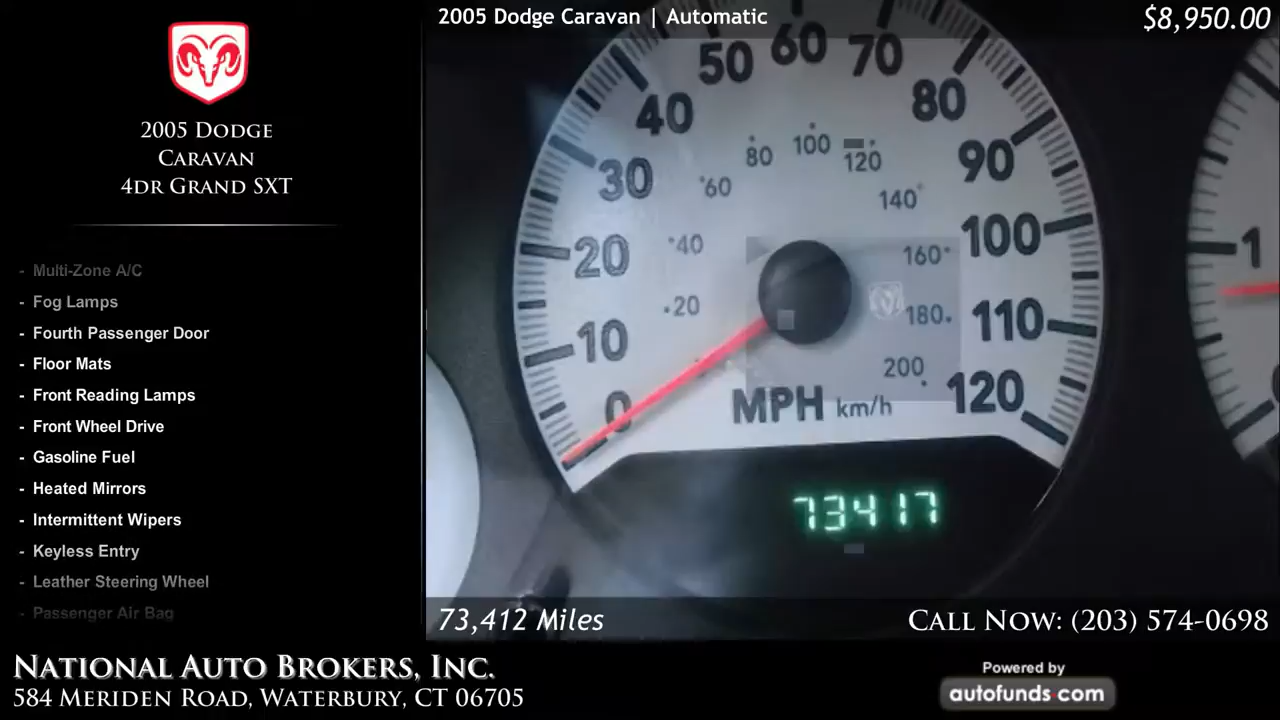 2005 Dodge
Caravan
4dr Grand SXT
- Multi-Zone A/C
- Fog Lamps
- Fourth Passenger Door
- Floor Mats
- Front Reading Lamps
- Front Wheel Drive
- Gasoline Fuel
- Heated Mirrors
- Intermittent Wipers
- Keyless Entry
- Leather Steering Wheel
- Passenger Air Bag
2005 Dodge Caravan | Automatic
$8,950.00
0 10 20 30 40 50 60 70 80 90 100 110 120
20 40 60 80 100 120 140 160 180 200
MPH km/h
1
73417
73,412 Miles
Call Now: (203) 574-0698
National Auto Brokers, Inc.
584 Meriden Road, Waterbury, CT 06705
Powered by
autofunds.com